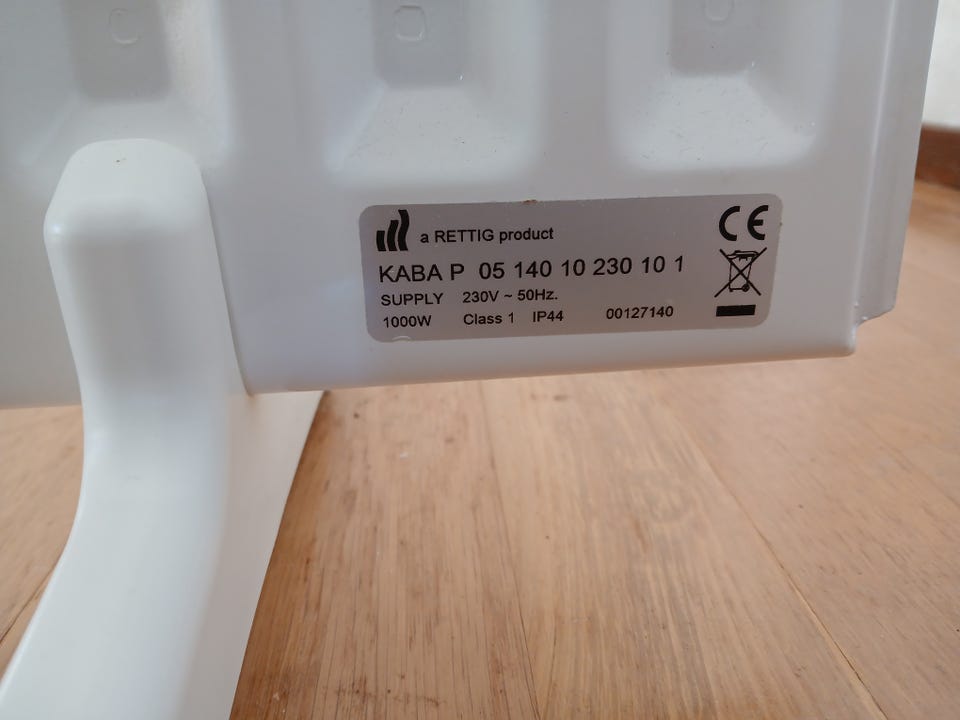 a RETTIG product
KABA P 05 140 10 230 10 1
SUPPLY 230V ~ 50Hz.
1000W Class 1 IP44 00127140
CE